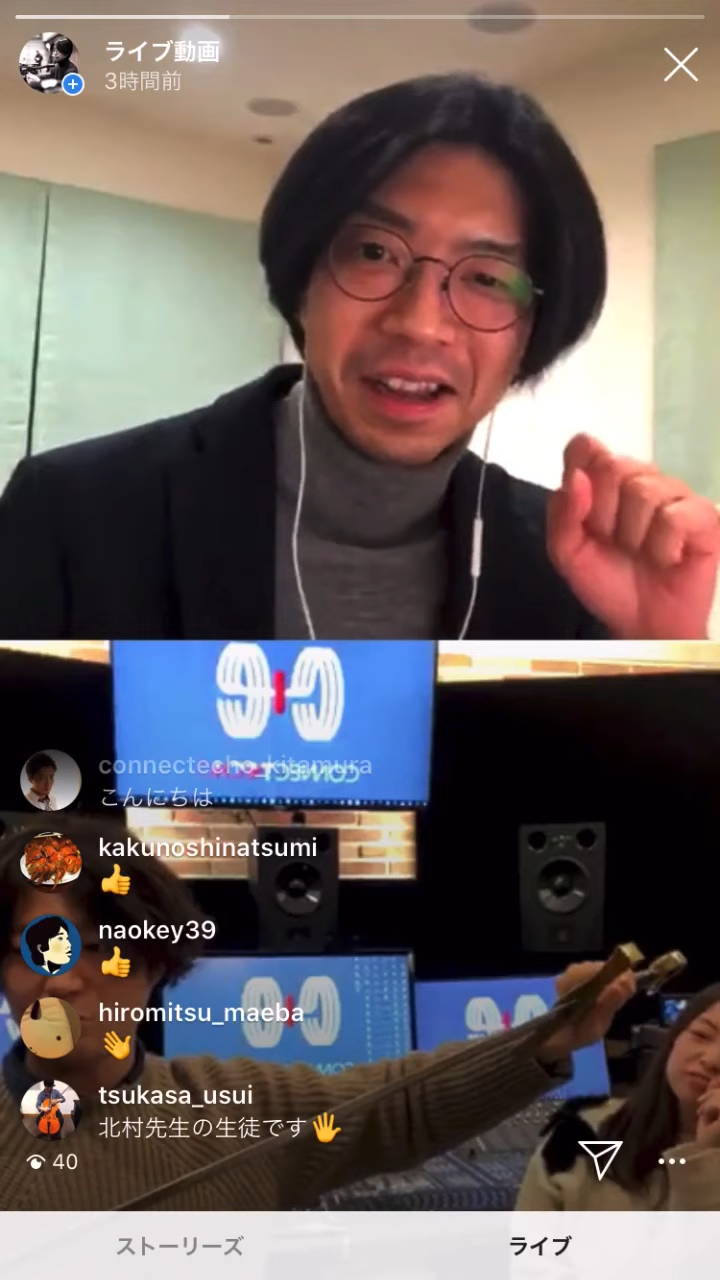 ライブ動画
3時間前
connectecho_kitamura
こんにちは
kakunoshinatsumi
👍
naokey39
👍
hiromitsu_maeba
👋
tsukasa_usui
北村先生の生徒です🖐
40
ストーリーズ
ライブ